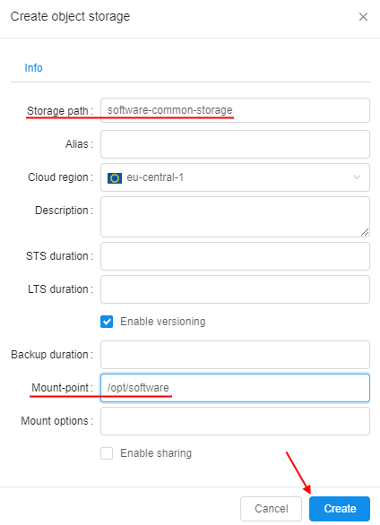 Create object storage
Info
Storage path: software-common-storage
Alias:
Cloud region: eu-central-1
Description:
STS duration:
LTS duration:
Enable versioning
Backup duration:
Mount-point: /opt/software
Mount options:
Enable sharing
Cancel Create